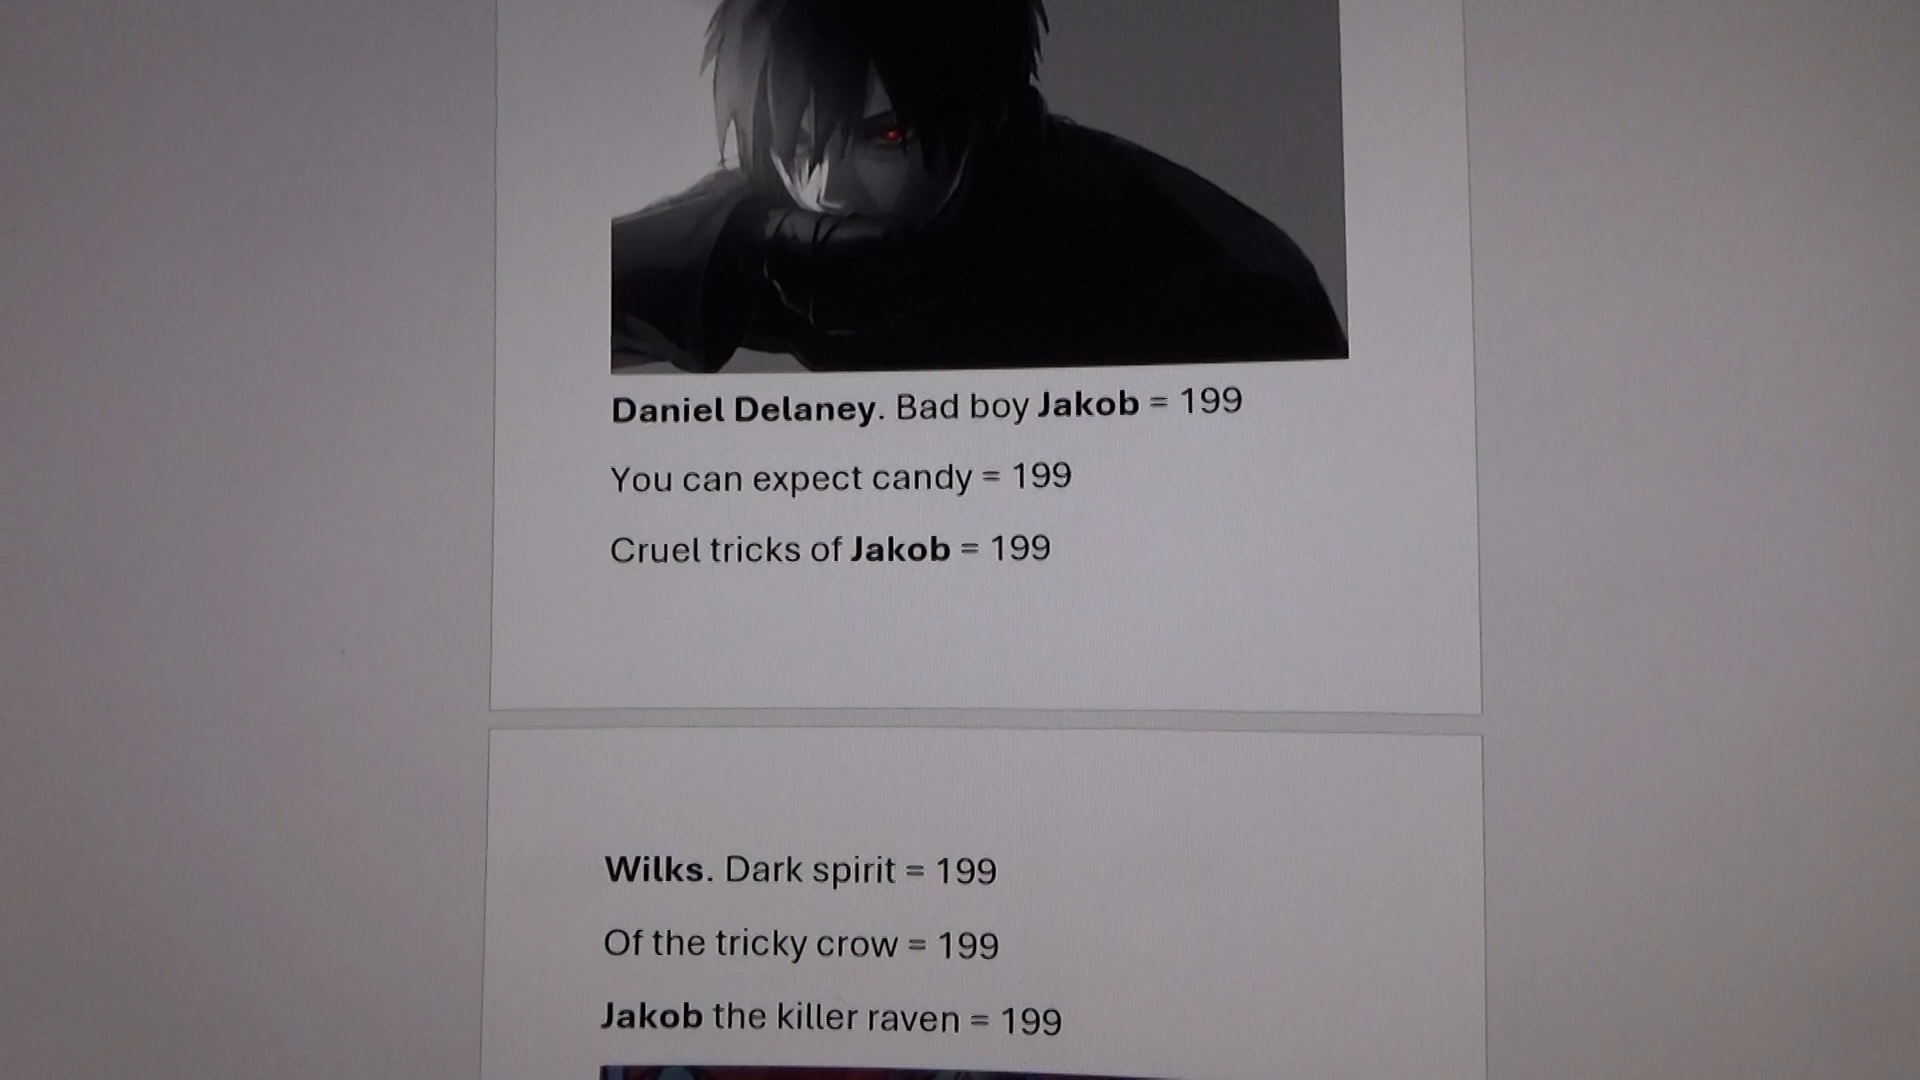 Daniel Delaney. Bad boy Jakob = 199
You can expect candy = 199
Cruel tricks of Jakob = 199
Wilks. Dark spirit = 199
Of the tricky crow = 199
Jakob the killer raven = 199